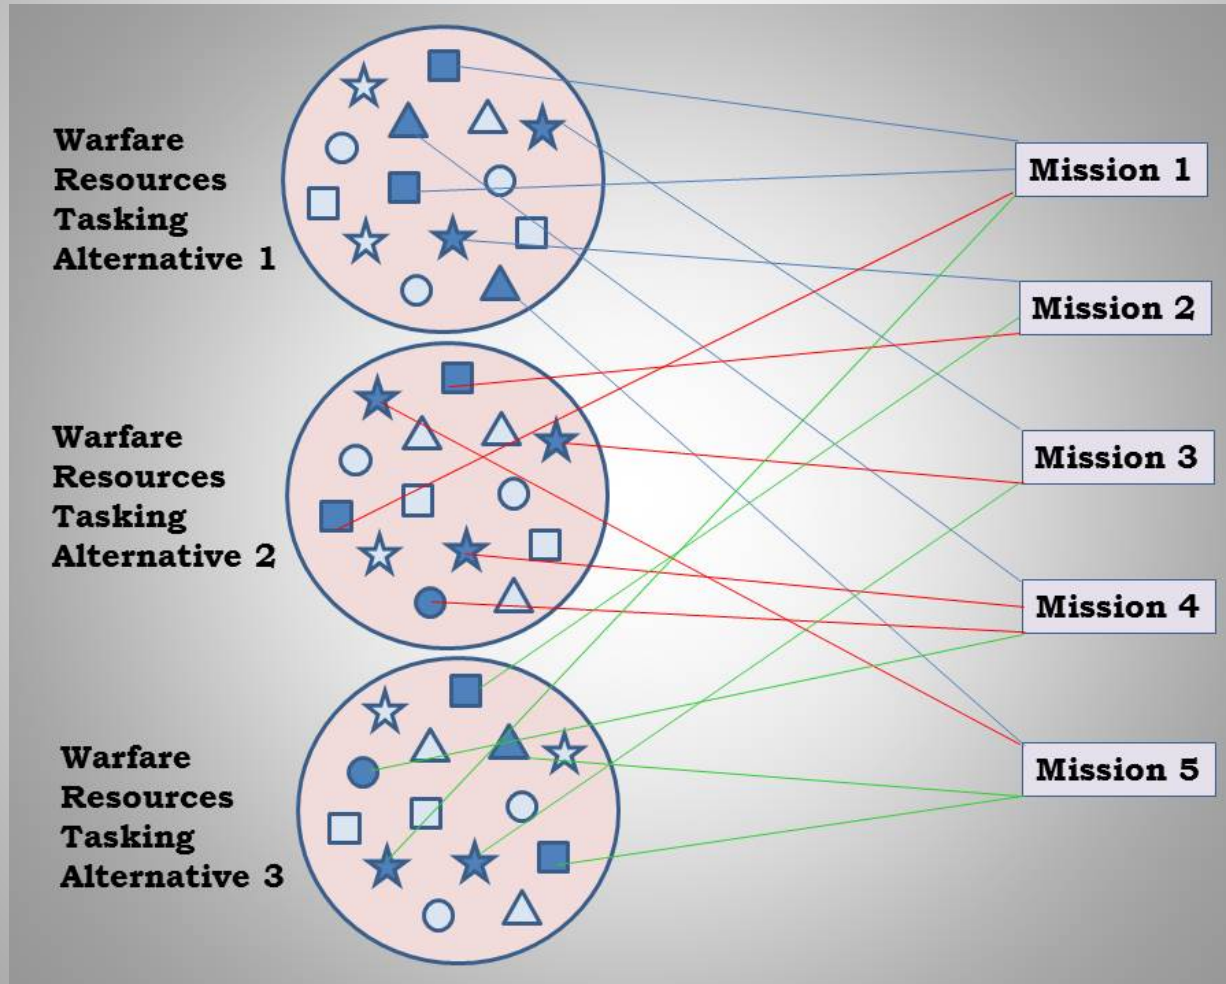 Warfare
Resources
Tasking
Alternative 1
Warfare
Resources
Tasking
Alternative 2
Warfare
Resources
Tasking
Alternative 3
Mission 1
Mission 2
Mission 3
Mission 4
Mission 5